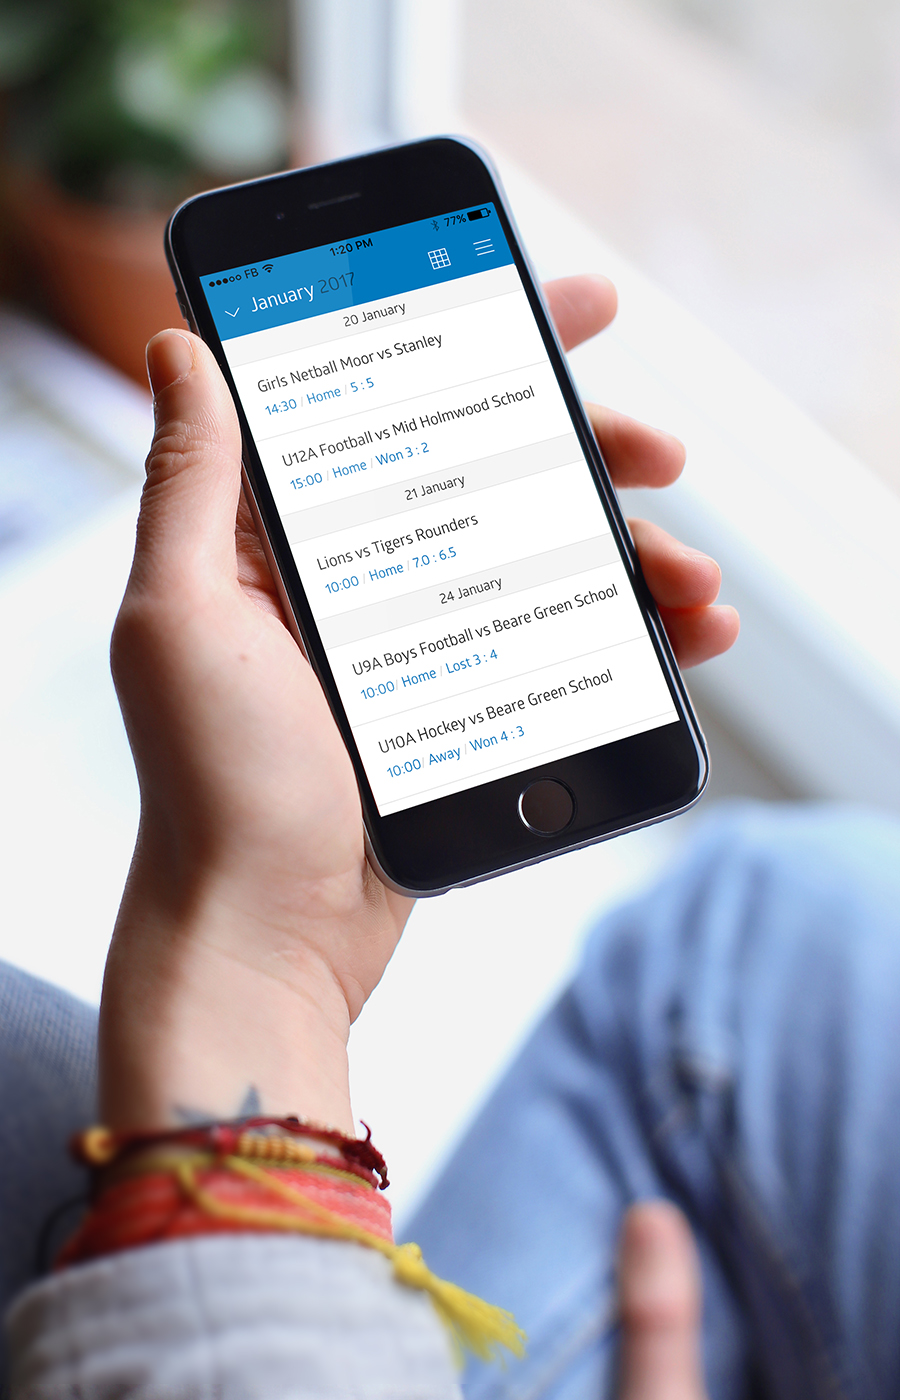 FB 1:20 PM 77%
January 2017
20 January
Girls Netball Moor vs Stanley
14:30 / Home / 5 : 5
U12A Football vs Mid Holmwood School
15:00 / Home / Won 3 : 2
21 January
Lions vs Tigers Rounders
10:00 / Home / 7.0 : 6.5
24 January
U9A Boys Football vs Beare Green School
10:00 / Home / Lost 3 : 4
U10A Hockey vs Beare Green School
10:00 / Away / Won 4 : 3